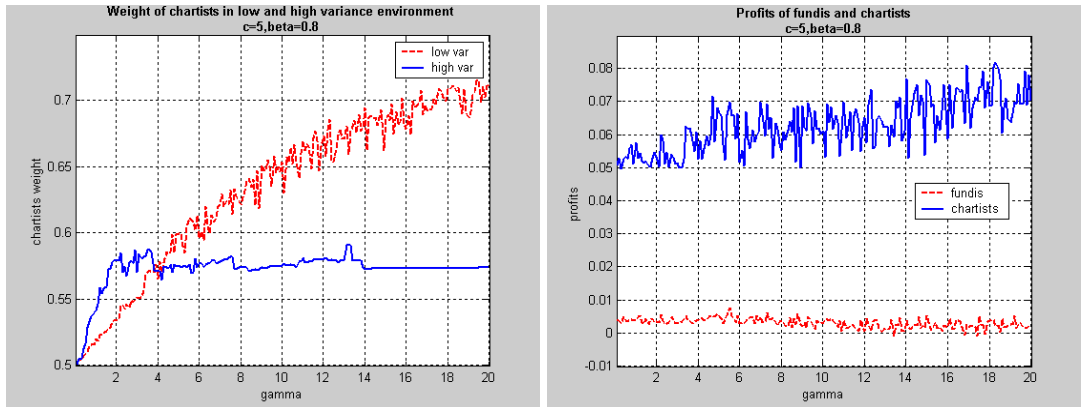 Weight of chartists in low and high variance environment
c=5,beta=0.8
low var
high var
0.7
0.65
0.6
0.55
0.5
chartists weight
2 4 6 8 10 12 14 16 18 20
gamma
Profits of fundis and chartists
c=5,beta=0.8
0.08
0.07
0.06
0.05
0.04
0.03
0.02
0.01
0
-0.01
profits
fundis
chartists
2 4 6 8 10 12 14 16 18 20
gamma